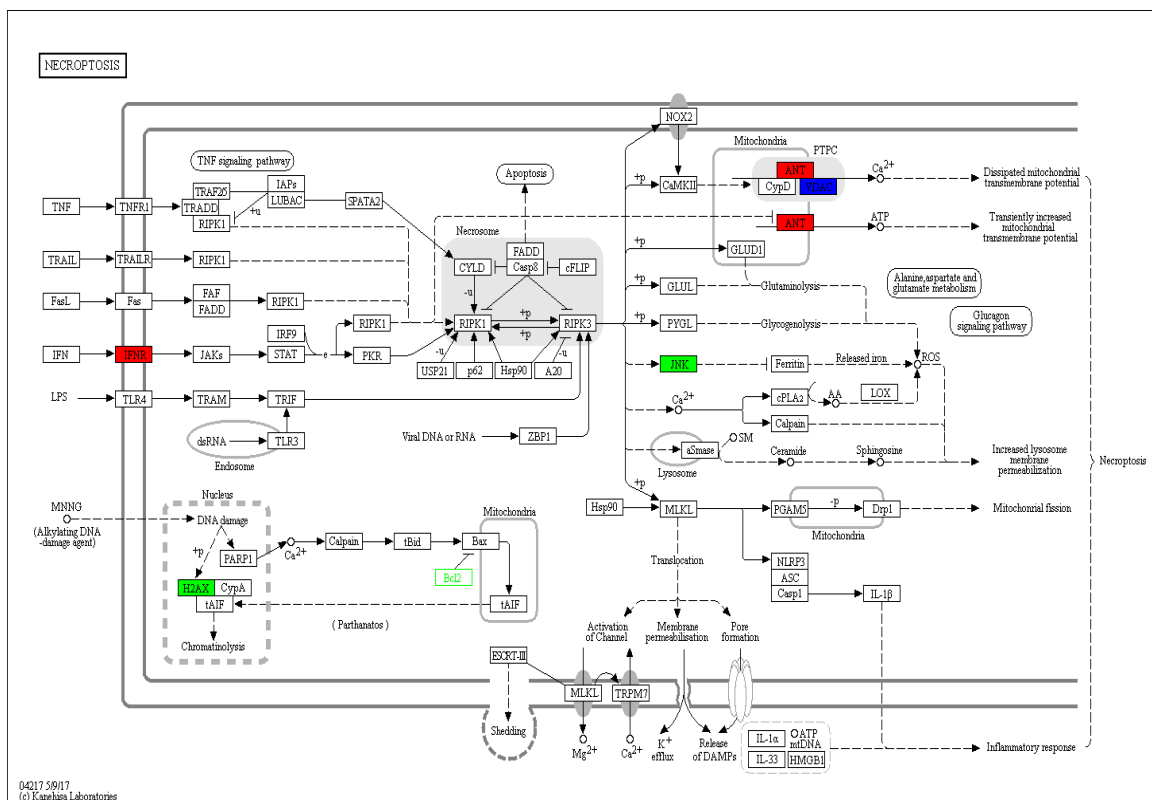 NECROPTOSIS
NOX2
Mitochondria
PTPC
TNF signaling pathway
Apoptosis
ANT
Ca2+
CaMKII
CypD
VDAC
Dissipated mitochondrial
transmembrane potential
+p
TRAF2/5
IAPs
LUBAC
SPATA2
TNF
TNFR1
TRADD
RIPK1
+u
Necrosome
ANT
ATP
Transiently increased
mitochondrial
transmembrane potential
+p
GLUD1
FADD
TRAIL
TRAILR
RIPK1
CYLD
Casp8
cFLIP
Alanine,aspartate and
glutamate metabolism
-u
+p
GLUL
Glutaminolysis
FasL
Fas
FAF
FADD
RIPK1
Glucagon
signaling pathway
RIPK1
RIPK1
+p
+p
RIPK3
+p
PYGL
Glycogenolysis
IRF9
IFN
IFNR
JAKs
STAT
e
PKR
-u
-u
JNK
Ferritin
Released iron
ROS
USP21
p62
Hsp90
A20
LPS
TLR4
TRAM
TRIF
Ca2+
cPLA2
AA
LOX
Calpain
dsRNA
TLR3
Endosome
Viral DNA or RNA
ZBP1
SM
aSmase
Lysosome
Ceramide
Sphingosine
Increased lysosome
membrane
permeabilization
Necroptosis
+p
Nucleus
MNNG
(Alkylating DNA
-damage agent)
DNA damage
Mitochondria
Hsp90
MLKL
PGAM5
-p
Drp1
Mitochonrial fission
Mitochondria
+p
PARP1
Ca2+
Calpain
tBid
Bax
Translocation
NLRP3
ASC
Casp1
IL-1β
Bcl2
H2AX
CypA
tAIF
tAIF
( Parthanatos )
Chromatinolysis
Activation
of Channel
Membrane
permeabilisation
Pore
formation
ESCRT-III
MLKL
TRPM7
Shedding
Mg2+
Ca2+
K+
efflux
Release
of DAMPs
IL-1α
ATP
mtDNA
IL-33
HMGB1
Inflammatory response
04217 5/9/17
(c) Kanehisa Laboratories